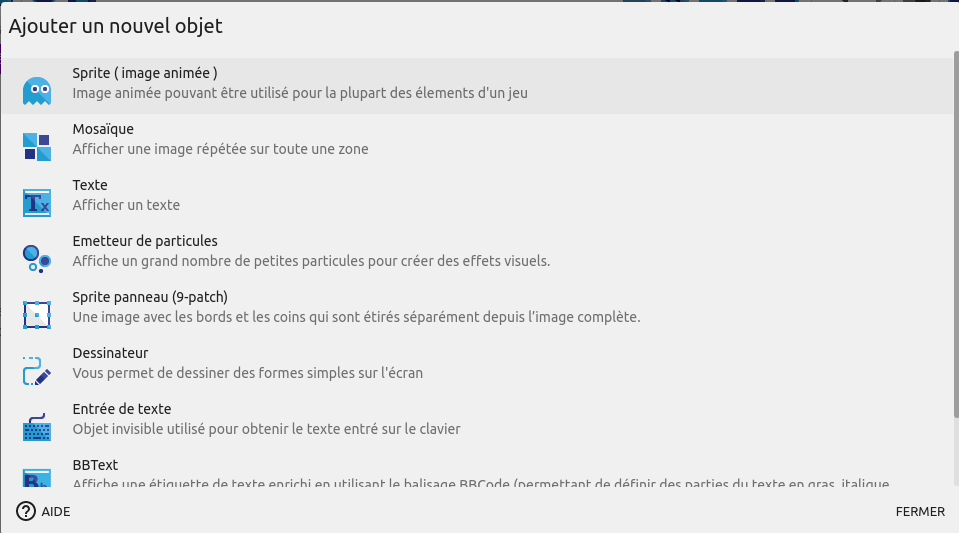 Ajouter un nouvel objet
Sprite ( image animée )
Image animée pouvant être utilisé pour la plupart des élements d'un jeu
Mosaïque
Afficher une image répétée sur toute une zone
Texte
Afficher un texte
Emetteur de particules
Affiche un grand nombre de petites particules pour créer des effets visuels.
Sprite panneau (9-patch)
Une image avec les bords et les coins qui sont étirés séparément depuis l’image complète.
Dessinateur
Vous permet de dessiner des formes simples sur l'écran
Entrée de texte
Objet invisible utilisé pour obtenir le texte entré sur le clavier
BBText
Affiche une étiquette de texte enrichi en utilisant le balisage BBCode (permettant de définir des parties du texte en gras, italique
AIDE
FERMER